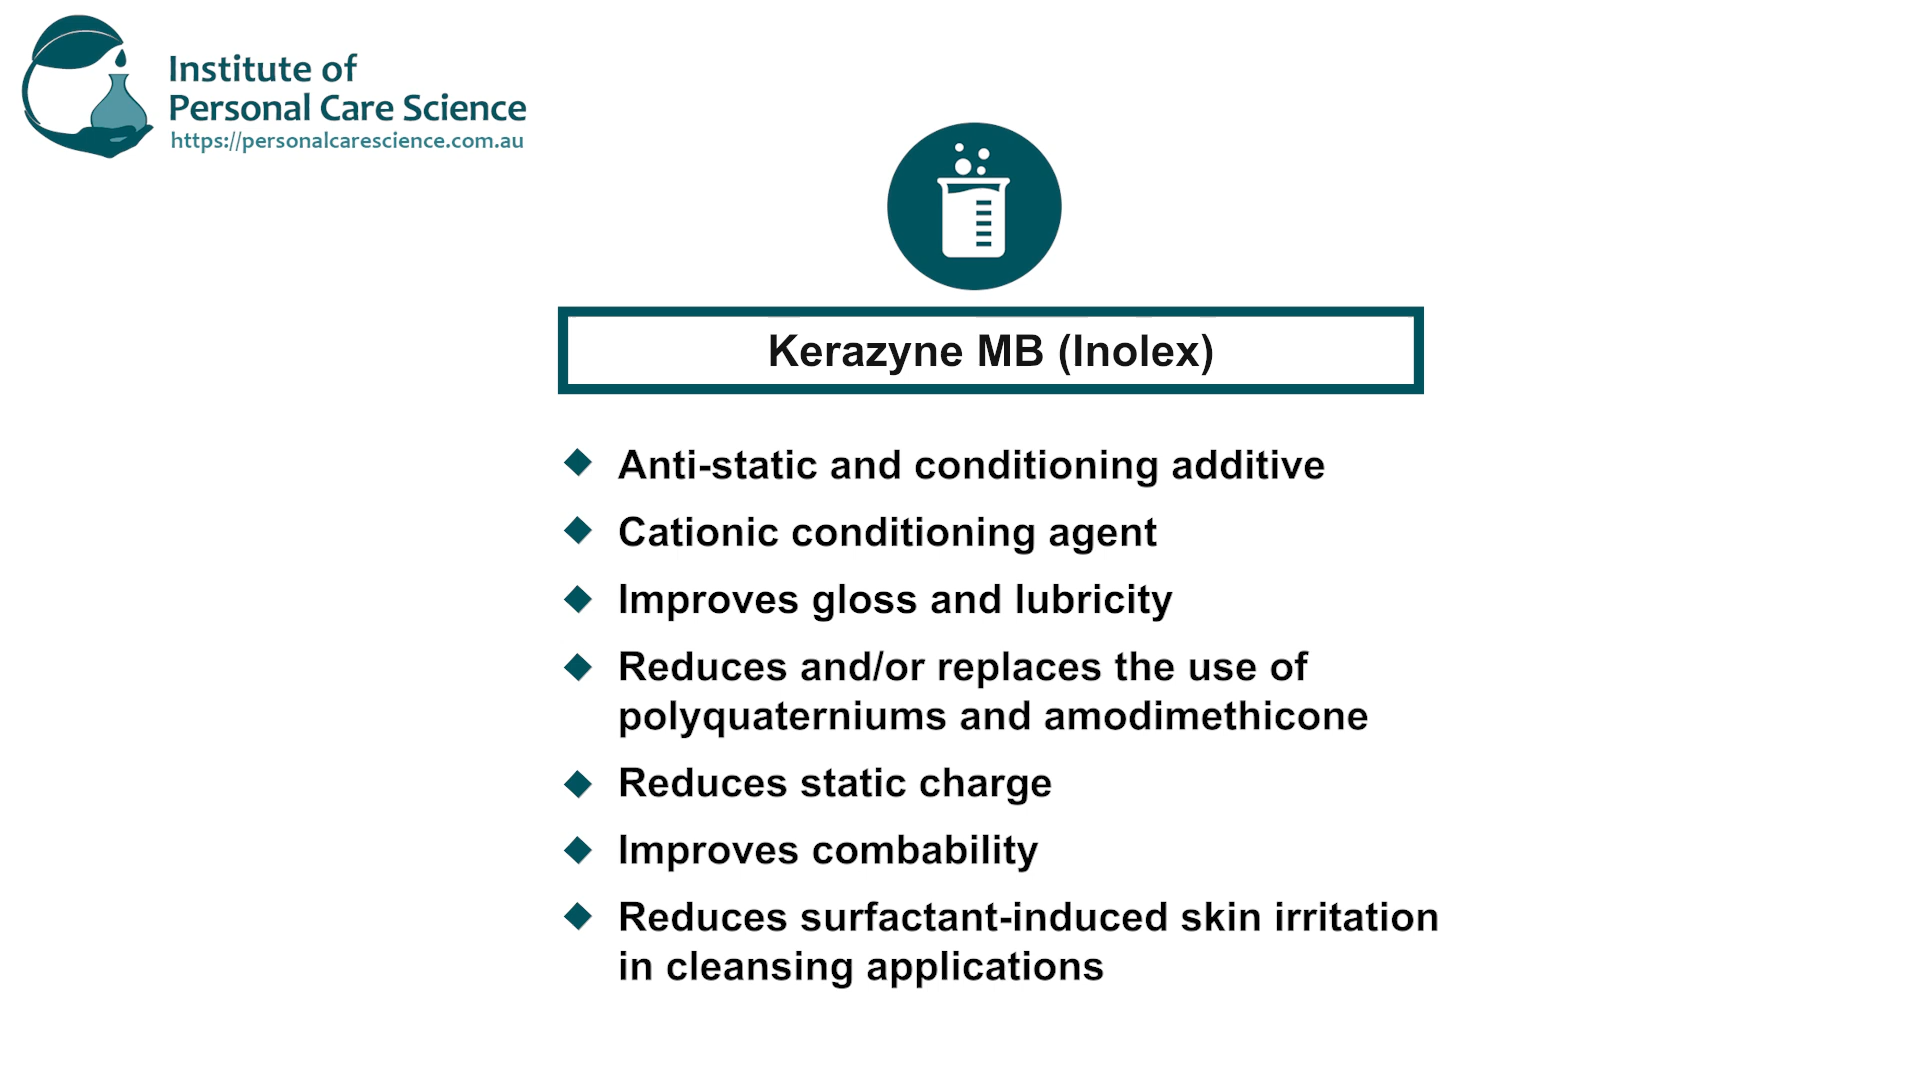 Institute of
Personal Care Science
https://personalcarescience.com.au
Kerazyne MB (Inolex)
Anti-static and conditioning additive
Cationic conditioning agent
Improves gloss and lubricity
Reduces and/or replaces the use of
polyquaterniums and amodimethicone
Reduces static charge
Improves combability
Reduces surfactant-induced skin irritation
in cleansing applications